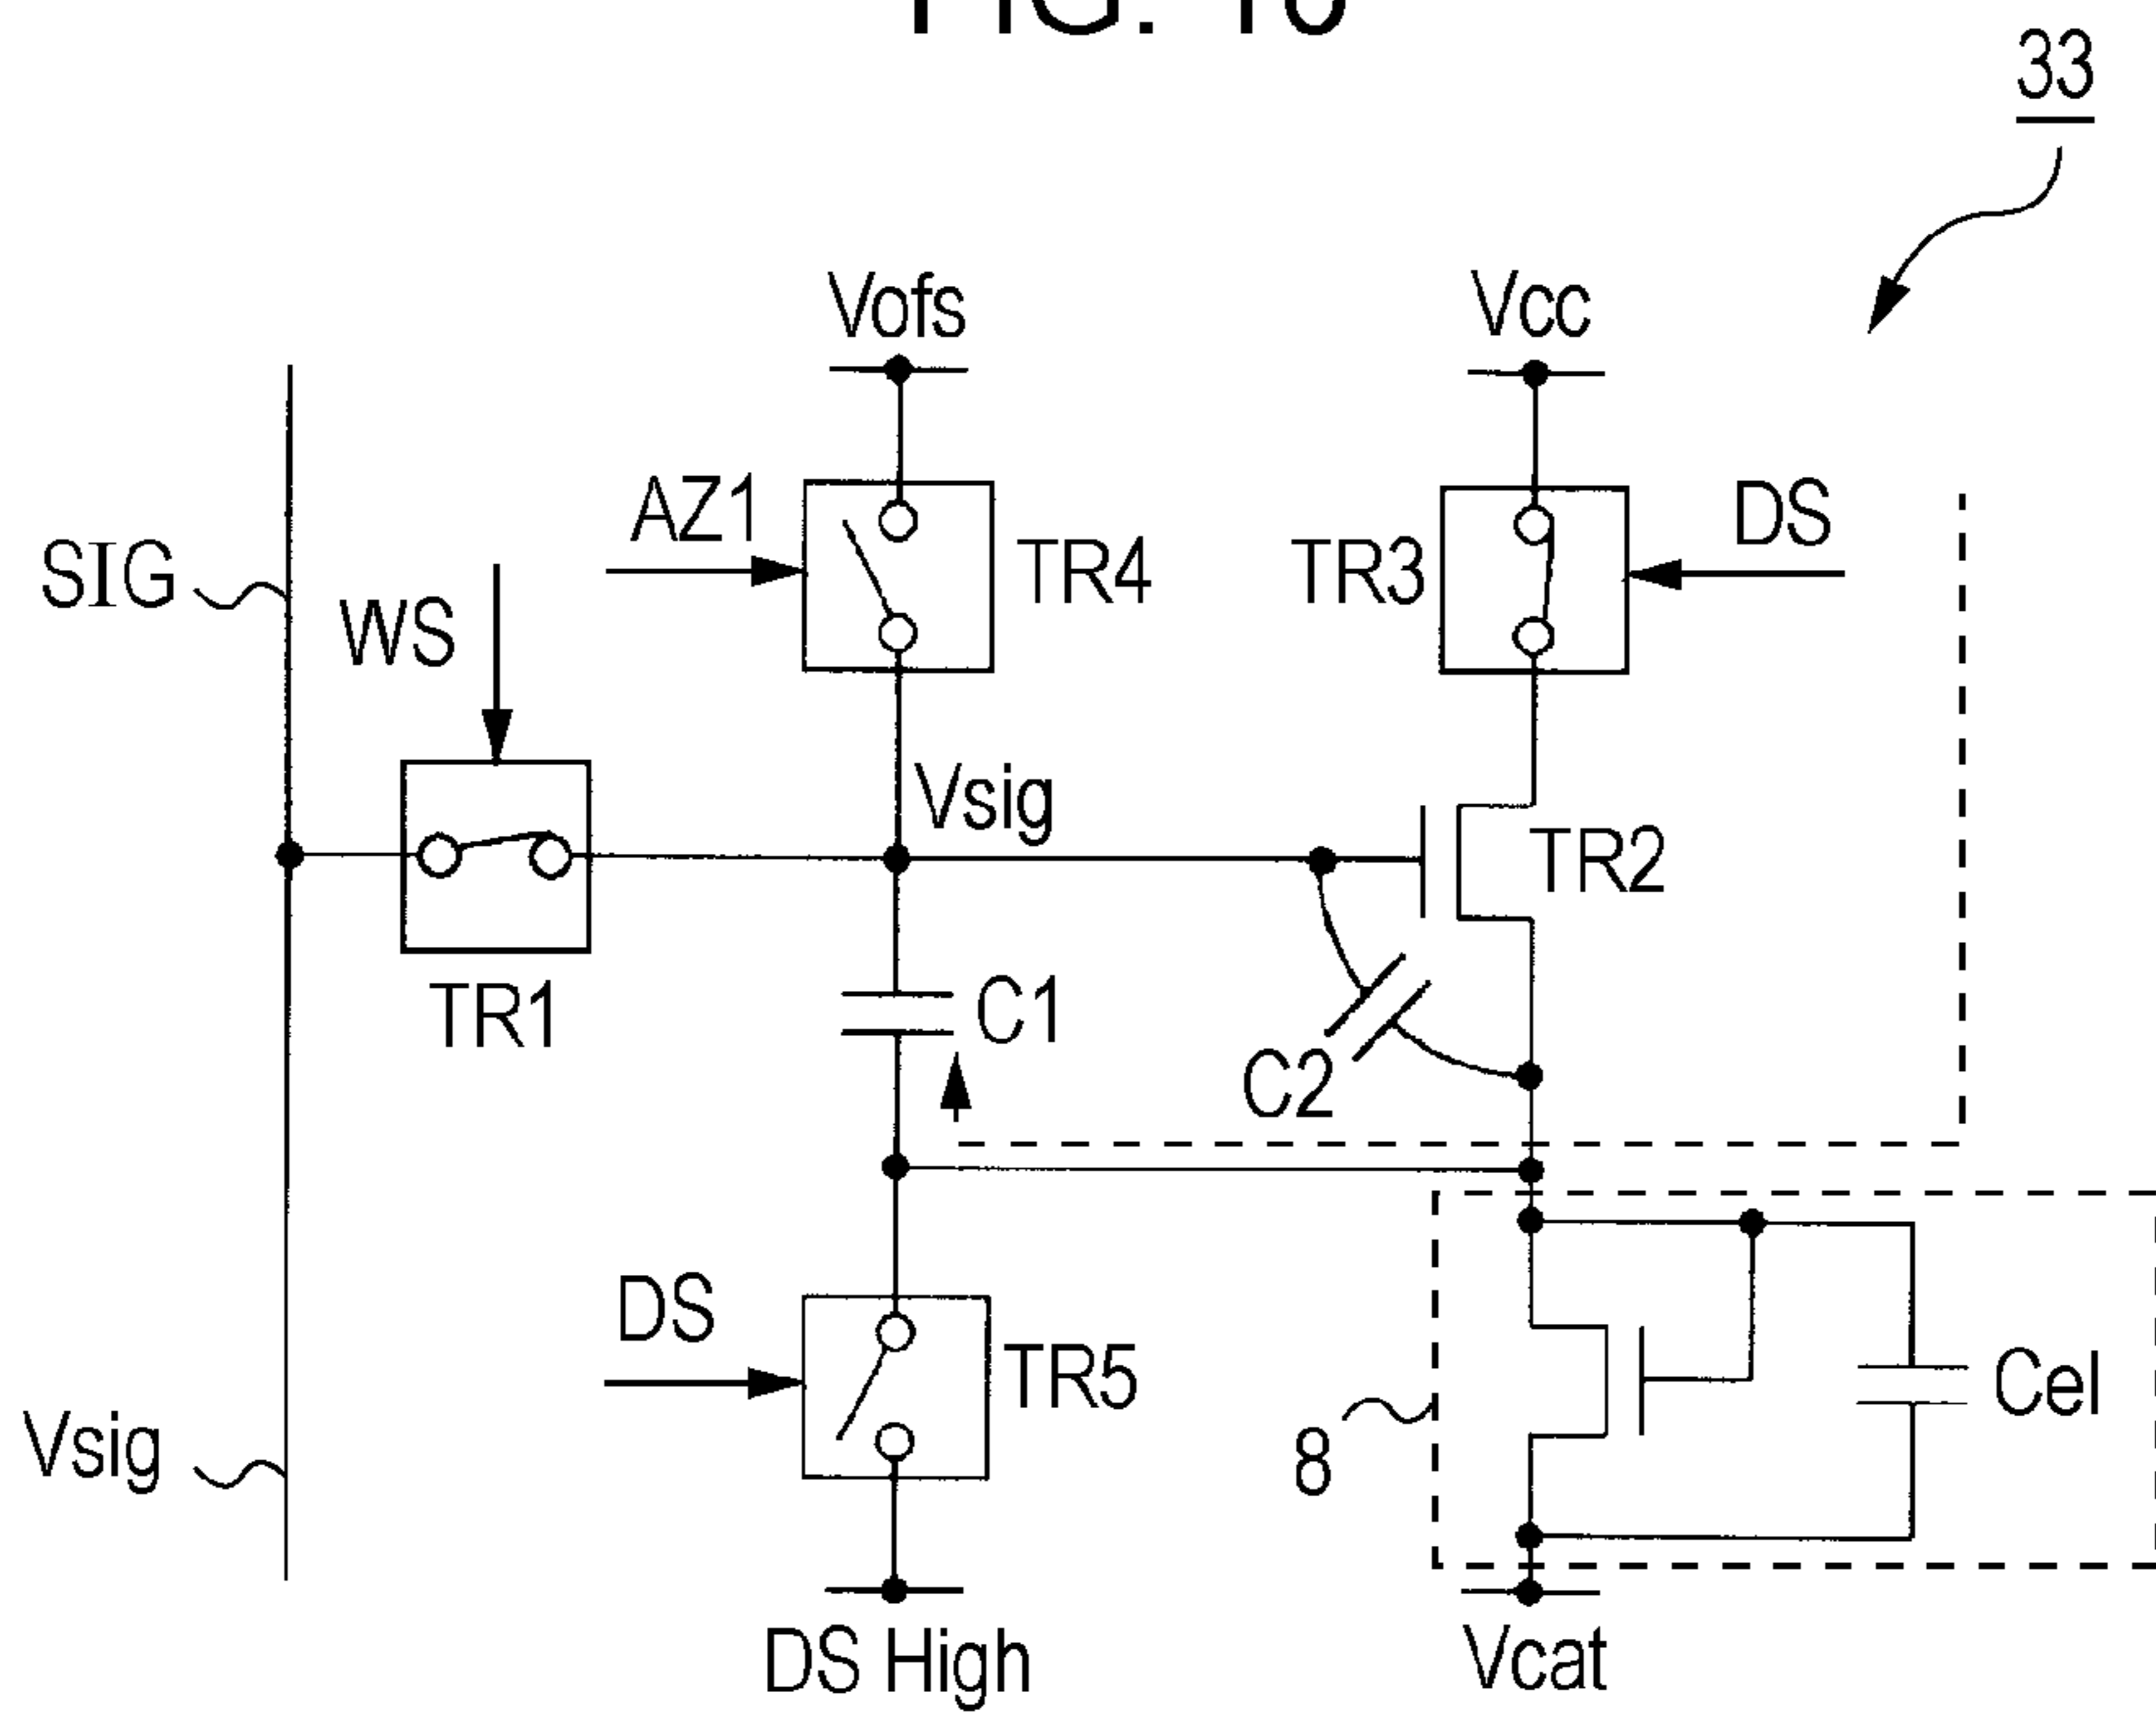 33
Vofs
Vcc
AZ1
TR4
TR3
DS
SIG
WS
Vsig
TR2
TR1
C1
C2
DS
TR5
Cel
Vsig
8
DS High
Vcat